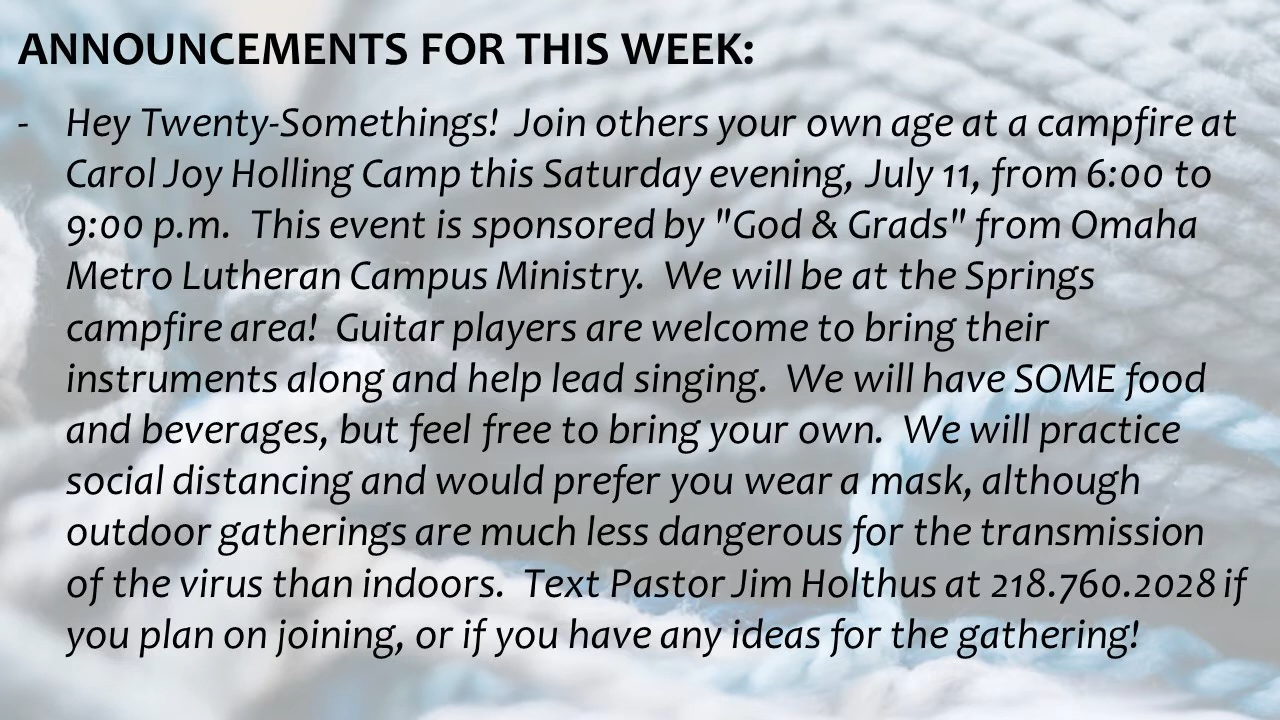 ANNOUNCEMENTS FOR THIS WEEK:
- Hey Twenty-Somethings!  Join others your own age at a campfire at
Carol Joy Holling Camp this Saturday evening, July 11, from 6:00 to
9:00 p.m.  This event is sponsored by "God & Grads" from Omaha
Metro Lutheran Campus Ministry.  We will be at the Springs
campfire area!  Guitar players are welcome to bring their
instruments along and help lead singing.  We will have SOME food
and beverages, but feel free to bring your own.  We will practice
social distancing and would prefer you wear a mask, although
outdoor gatherings are much less dangerous for the transmission
of the virus than indoors.  Text Pastor Jim Holthus at 218.760.2028 if
you plan on joining, or if you have any ideas for the gathering!